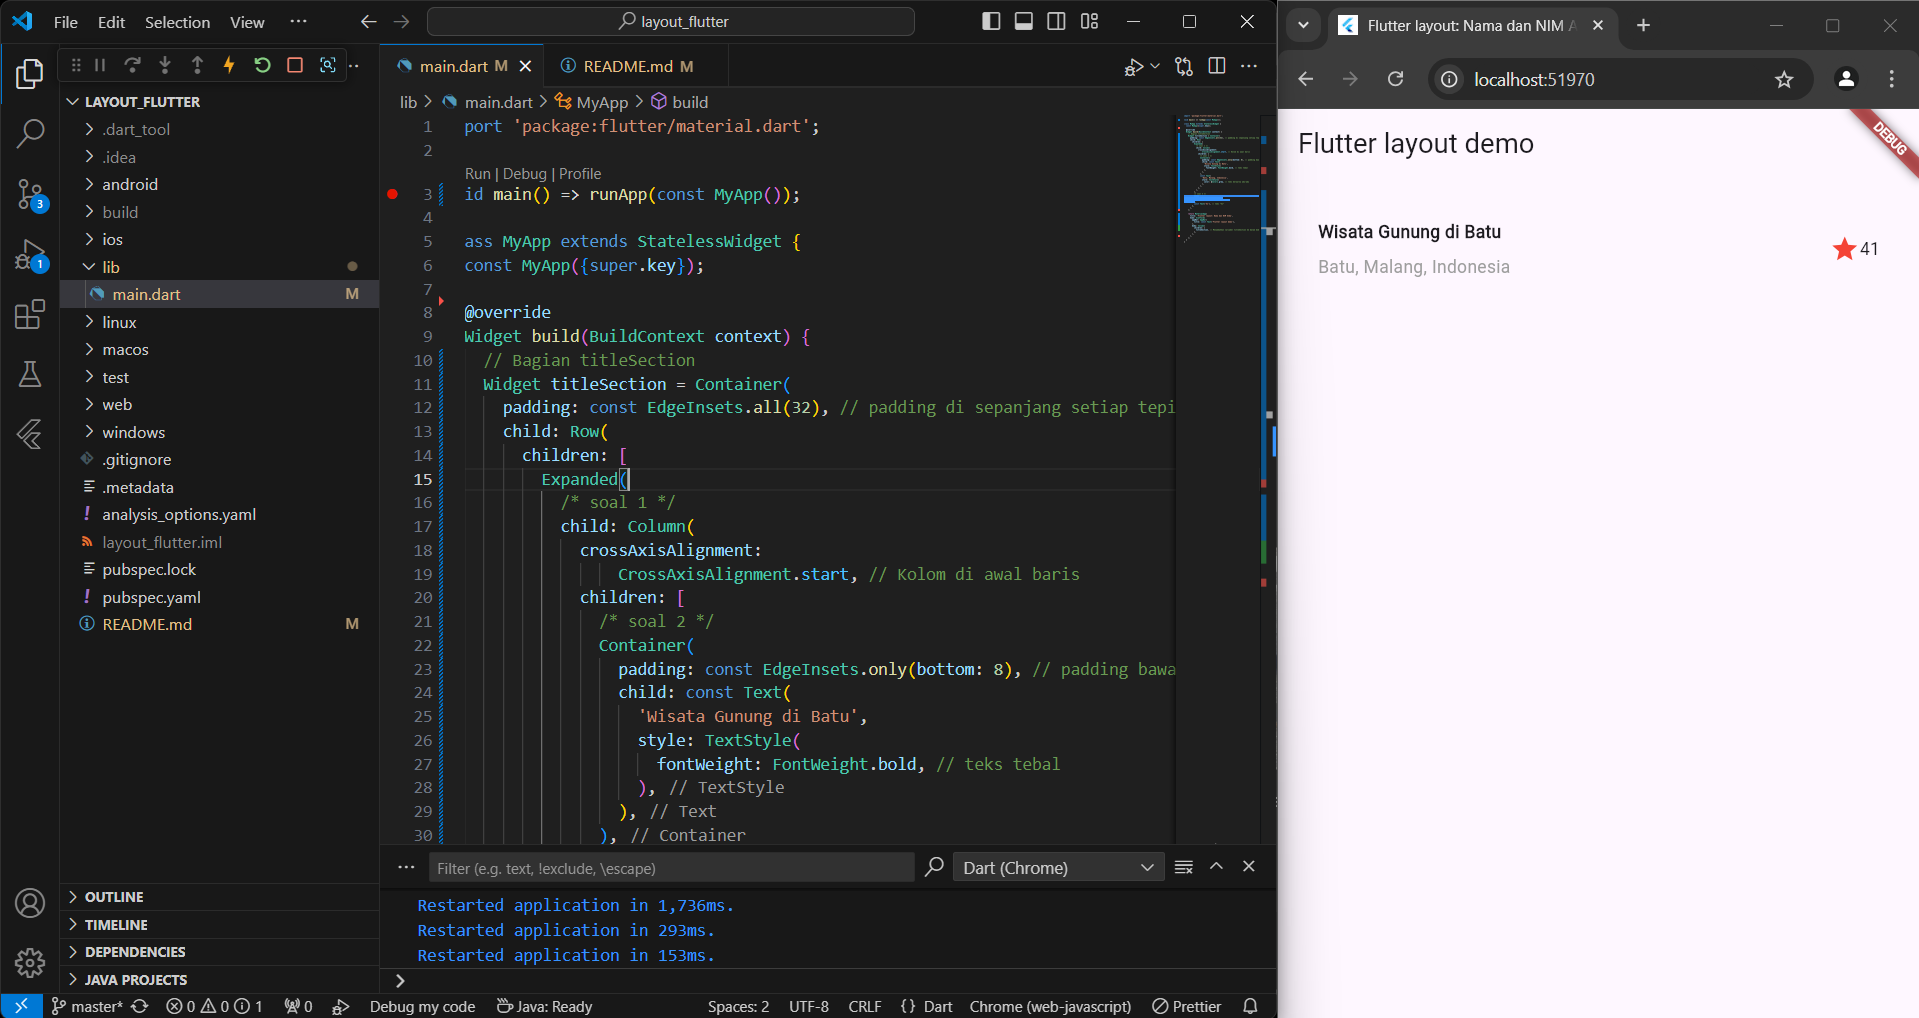 File Edit Selection View ···
layout_flutter
LAYOUT_FLUTTER
.dart_tool
.idea
android
build
ios
lib
main.dart M
linux
macos
test
web
windows
.gitignore
.metadata
! analysis_options.yaml
layout_flutter.iml
pubspec.lock
! pubspec.yaml
README.md M
OUTLINE
TIMELINE
DEPENDENCIES
JAVA PROJECTS
3
1
main.dart M
README.md M
lib > main.dart > MyApp > build
1 port 'package:flutter/material.dart';
2
Run | Debug | Profile
3 id main() => runApp(const MyApp());
4
5 ass MyApp extends StatelessWidget {
6 const MyApp({super.key});
7
8 @override
9 Widget build(BuildContext context) {
10 // Bagian titleSection
11 Widget titleSection = Container(
12 padding: const EdgeInsets.all(32), // padding di sepanjang setiap tepi
13 child: Row(
14 children: [
15 Expanded(
16 /* soal 1 */
17 child: Column(
18 crossAxisAlignment:
19 CrossAxisAlignment.start, // Kolom di awal baris
20 children: [
21 /* soal 2 */
22 Container(
23 padding: const EdgeInsets.only(bottom: 8), // padding bawa
24 child: const Text(
25 'Wisata Gunung di Batu',
26 style: TextStyle(
27 fontWeight: FontWeight.bold, // teks tebal
28 ), // TextStyle
29 ), // Text
30 ), // Container
Filter (e.g. text, !exclude, \escape)
Dart (Chrome)
Restarted application in 1,736ms.
Restarted application in 293ms.
Restarted application in 153ms.
master* 0 0 1 0 Debug my code Java: Ready Spaces: 2 UTF-8 CRLF {} Dart Chrome (web-javascript) Prettier
Flutter layout: Nama dan NIM A
localhost:51970
DEBUG
Flutter layout demo
Wisata Gunung di Batu
Batu, Malang, Indonesia
41